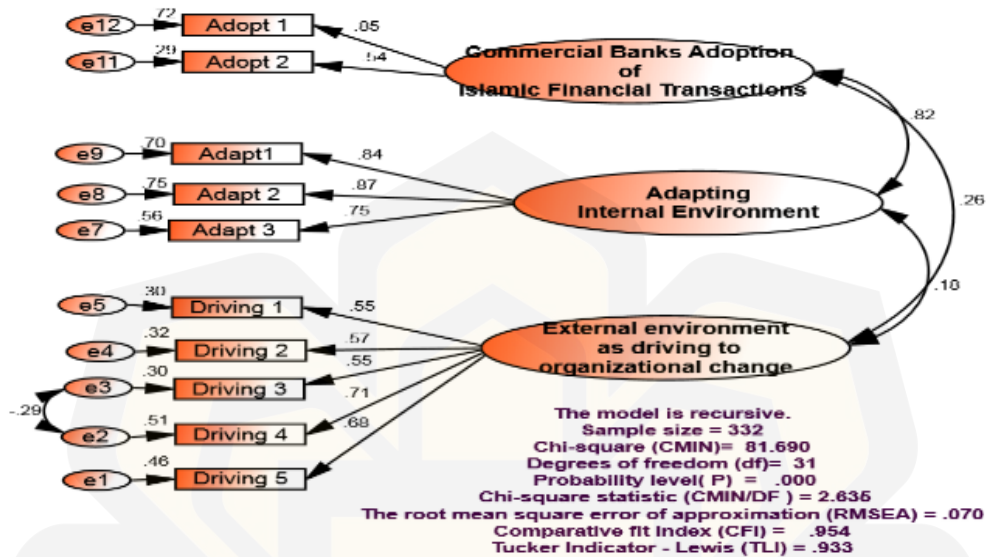 e12 .72 Adopt 1 .85
e11 .29 Adopt 2 .54
Commercial Banks Adoption
of
Islamic Financial Transactions
.82
e9 .70 Adapt1 .84
e8 .75 Adapt 2 .87
e7 .56 Adapt 3 .75
Adapting
Internal Environment
.26
.18
e5 .30 Driving 1 .55
e4 .32 Driving 2 .57
e3 .30 Driving 3 .55
-.29
e2 .51 Driving 4 .71
e1 .46 Driving 5 .68
External environment
as driving to
organizational change
The model is recursive.
Sample size = 332
Chi-square (CMIN)= 81.690
Degrees of freedom (df)= 31
Probability level( P) = .000
Chi-square statistic (CMIN/DF ) = 2.635
The root mean square error of approximation (RMSEA) = .070
Comparative fit Index (CFI) = .954
Tucker Indicator - Lewis (TLI) = .933